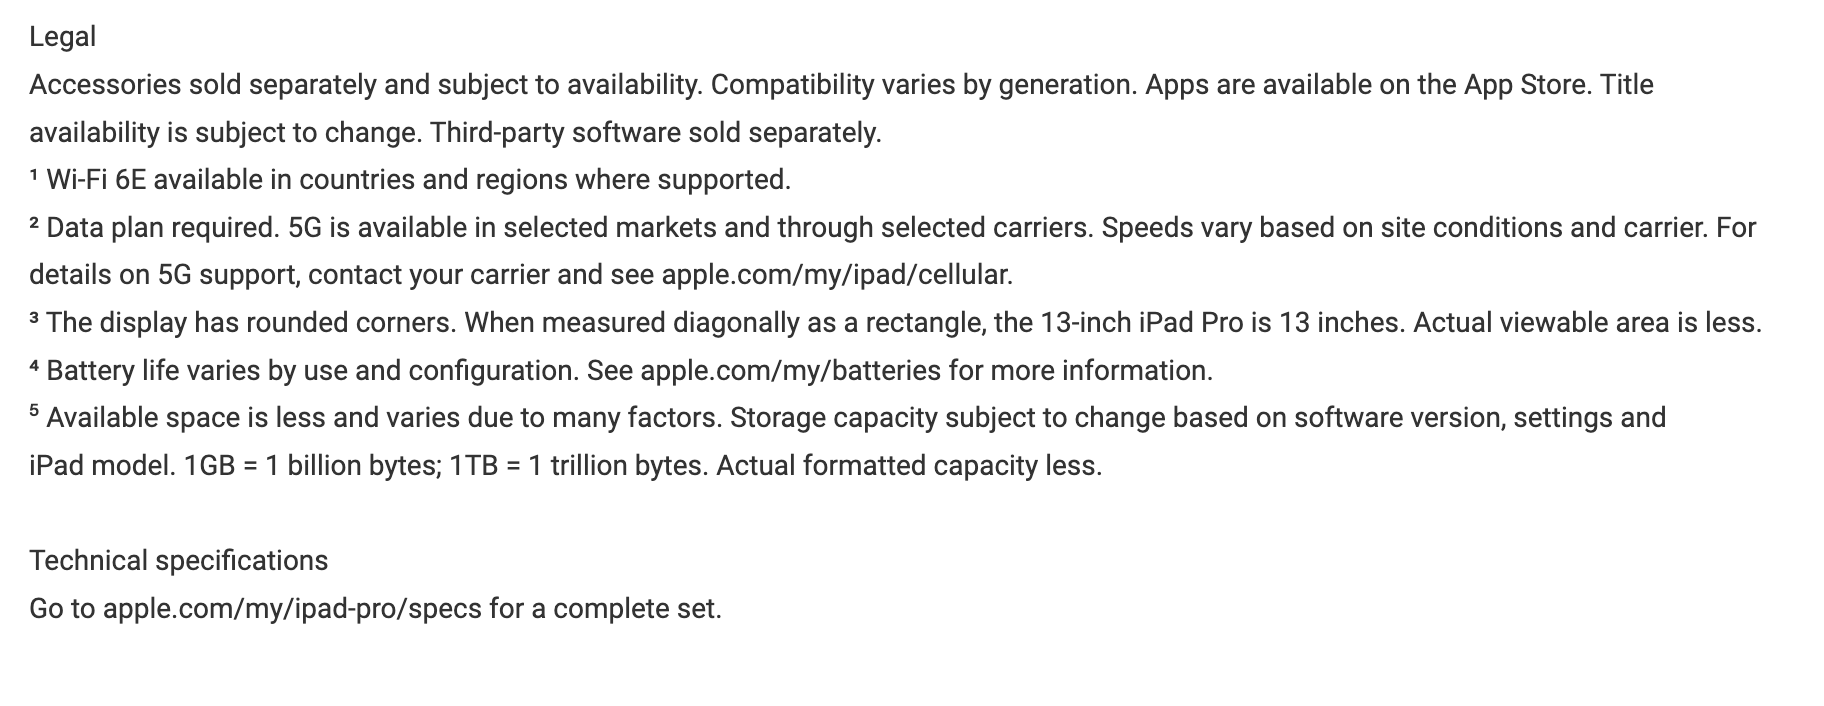 Legal
Accessories sold separately and subject to availability. Compatibility varies by generation. Apps are available on the App Store. Title
availability is subject to change. Third-party software sold separately.
¹ Wi-Fi 6E available in countries and regions where supported.
² Data plan required. 5G is available in selected markets and through selected carriers. Speeds vary based on site conditions and carrier. For
details on 5G support, contact your carrier and see apple.com/my/ipad/cellular.
³ The display has rounded corners. When measured diagonally as a rectangle, the 13-inch iPad Pro is 13 inches. Actual viewable area is less.
⁴ Battery life varies by use and configuration. See apple.com/my/batteries for more information.
⁵ Available space is less and varies due to many factors. Storage capacity subject to change based on software version, settings and
iPad model. 1GB = 1 billion bytes; 1TB = 1 trillion bytes. Actual formatted capacity less.
Technical specifications
Go to apple.com/my/ipad-pro/specs for a complete set.